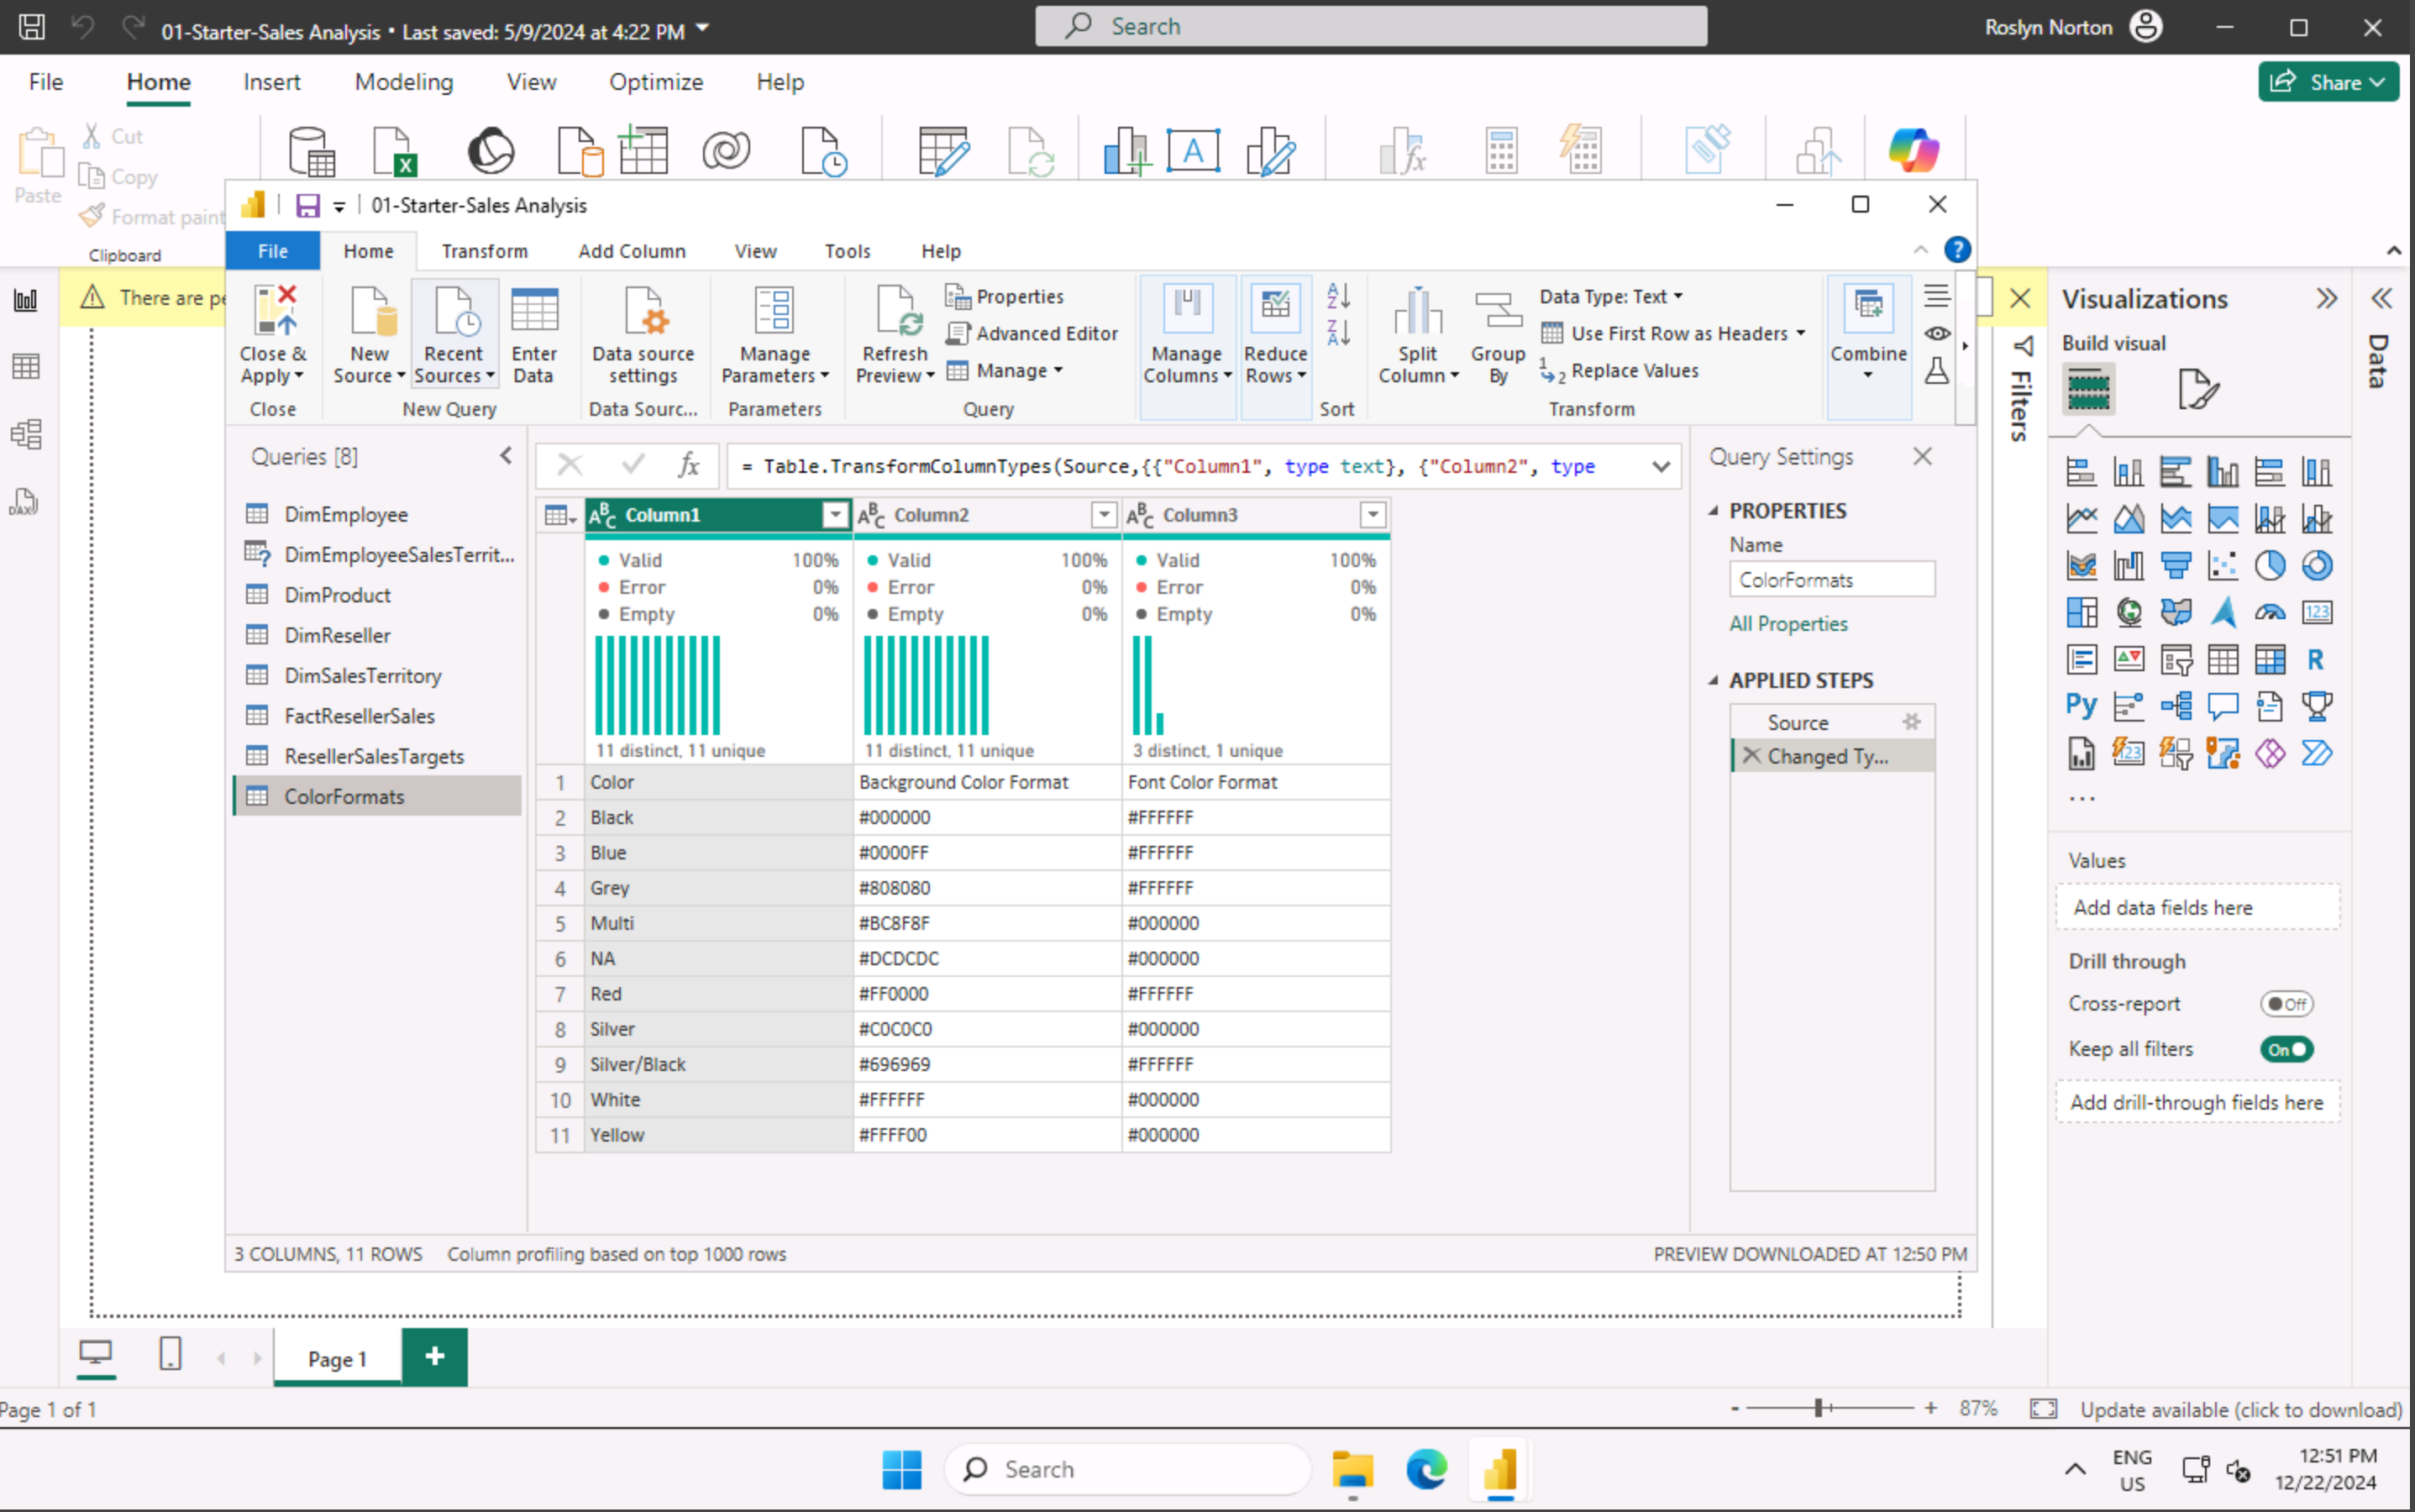 01-Starter-Sales Analysis • Last saved: 5/9/2024 at 4:22 PM
Search
Roslyn Norton
File
Home
Insert
Modeling
View
Optimize
Help
Share
Paste
Cut
Copy
Format paint
Clipboard
There are pe
01-Starter-Sales Analysis
File
Home
Transform
Add Column
View
Tools
Help
Close &
Apply
New
Source
Recent
Sources
Enter
Data
Data source
settings
Manage
Parameters
Refresh
Preview
Properties
Advanced Editor
Manage
Manage
Columns
Reduce
Rows
Split
Column
Group
By
Data Type: Text
Use First Row as Headers
Replace Values
Combine
Close
New Query
Data Sourc...
Parameters
Query
Sort
Transform
Queries [8]
DimEmployee
DimEmployeeSalesTerrit...
DimProduct
DimReseller
DimSalesTerritory
FactResellerSales
ResellerSalesTargets
ColorFormats
fx
= Table.TransformColumnTypes(Source,{{"Column1", type text}, {"Column2", type
ABC Column1
ABC Column2
ABC Column3
Valid 100%
Error 0%
Empty 0%
11 distinct, 11 unique
Valid 100%
Error 0%
Empty 0%
11 distinct, 11 unique
Valid 100%
Error 0%
Empty 0%
3 distinct, 1 unique
1 Color Background Color Format Font Color Format
2 Black #000000 #FFFFFF
3 Blue #0000FF #FFFFFF
4 Grey #808080 #FFFFFF
5 Multi #BC8F8F #000000
6 NA #DCDCDC #000000
7 Red #FF0000 #FFFFFF
8 Silver #C0C0C0 #000000
9 Silver/Black #696969 #FFFFFF
10 White #FFFFFF #000000
11 Yellow #FFFF00 #000000
Query Settings
PROPERTIES
Name
ColorFormats
All Properties
APPLIED STEPS
Source
Changed Ty...
3 COLUMNS, 11 ROWS
Column profiling based on top 1000 rows
PREVIEW DOWNLOADED AT 12:50 PM
Filters
Visualizations
Build visual
123
R
Py
123
...
Values
Add data fields here
Drill through
Cross-report
Off
Keep all filters
On
Add drill-through fields here
Data
DAX
Page 1
Page 1 of 1
87%
Update available (click to download)
Search
ENG
US
12:51 PM
12/22/2024